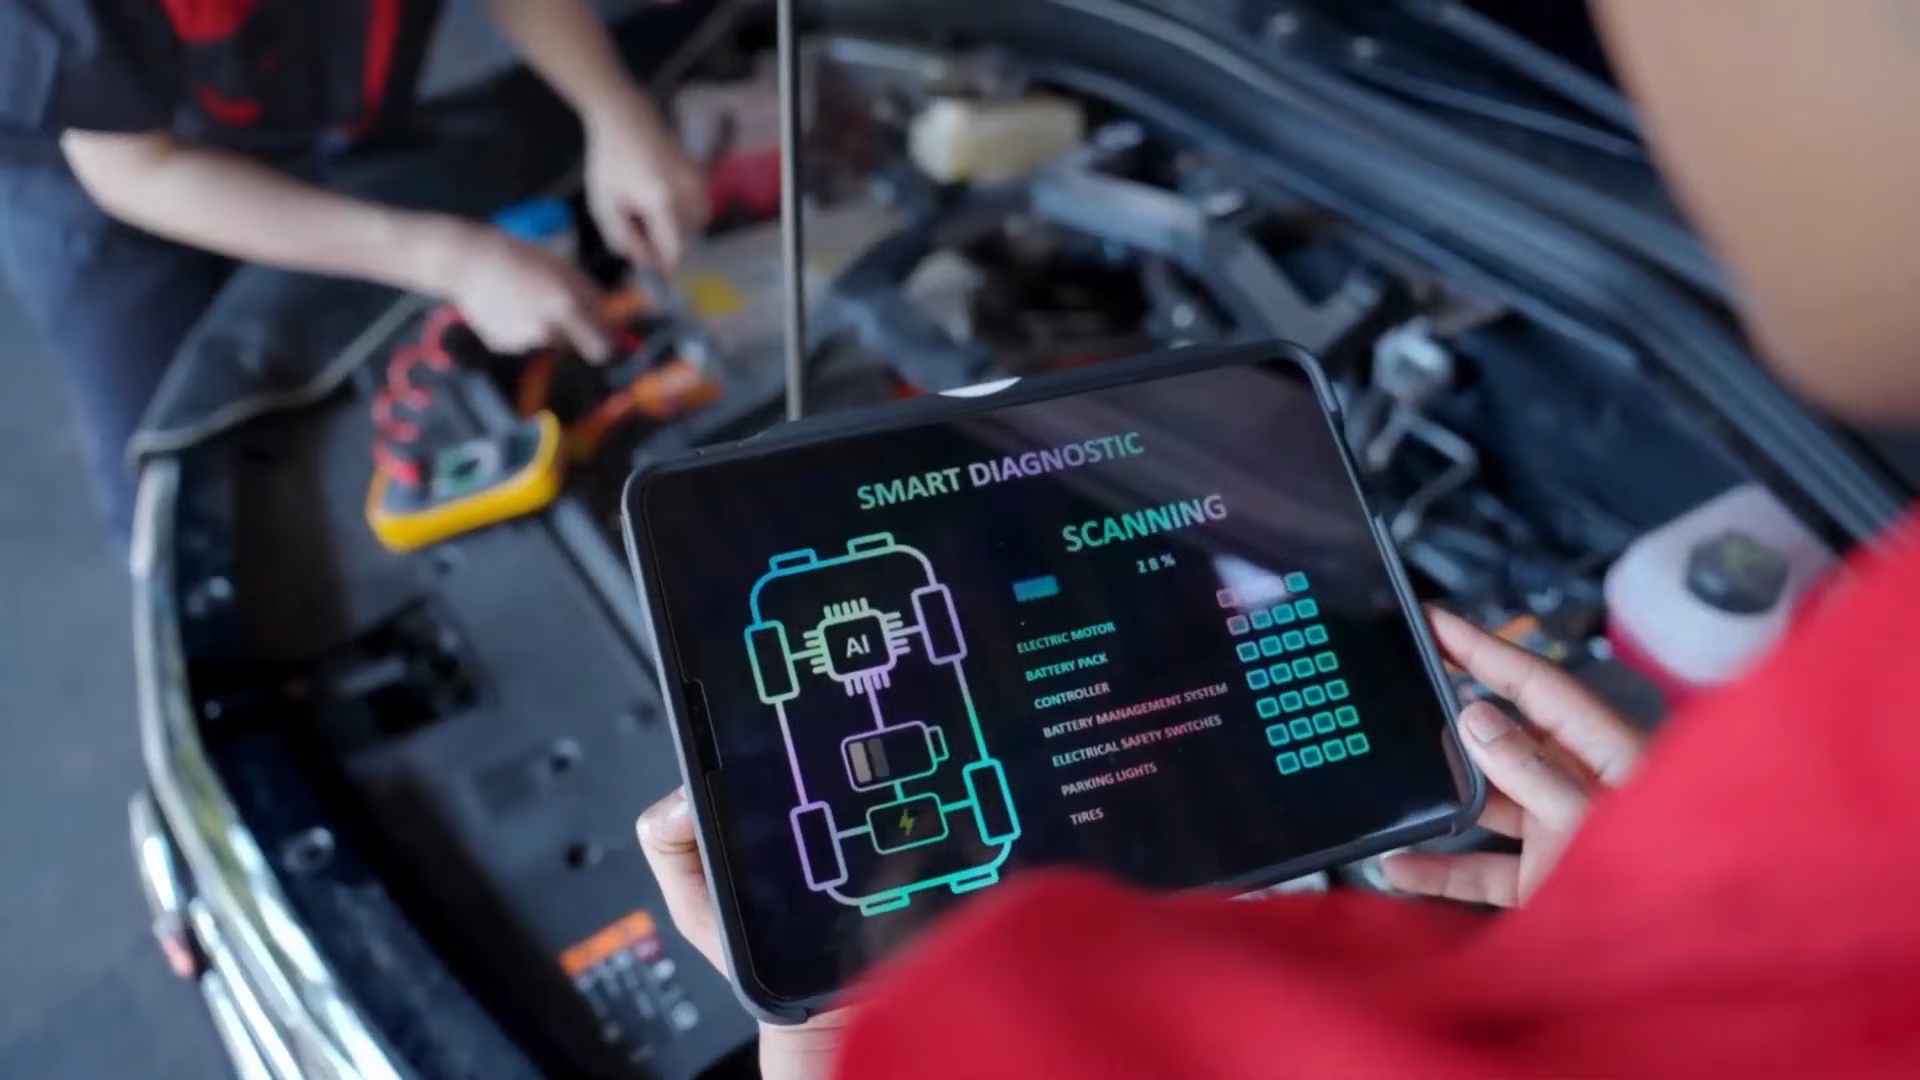 SMART DIAGNOSTIC
SCANNING
28%
AI
ELECTRIC MOTOR
BATTERY PACK
CONTROLLER
BATTERY MANAGEMENT SYSTEM
ELECTRICAL SAFETY SWITCHES
PARKING LIGHTS
TIRES